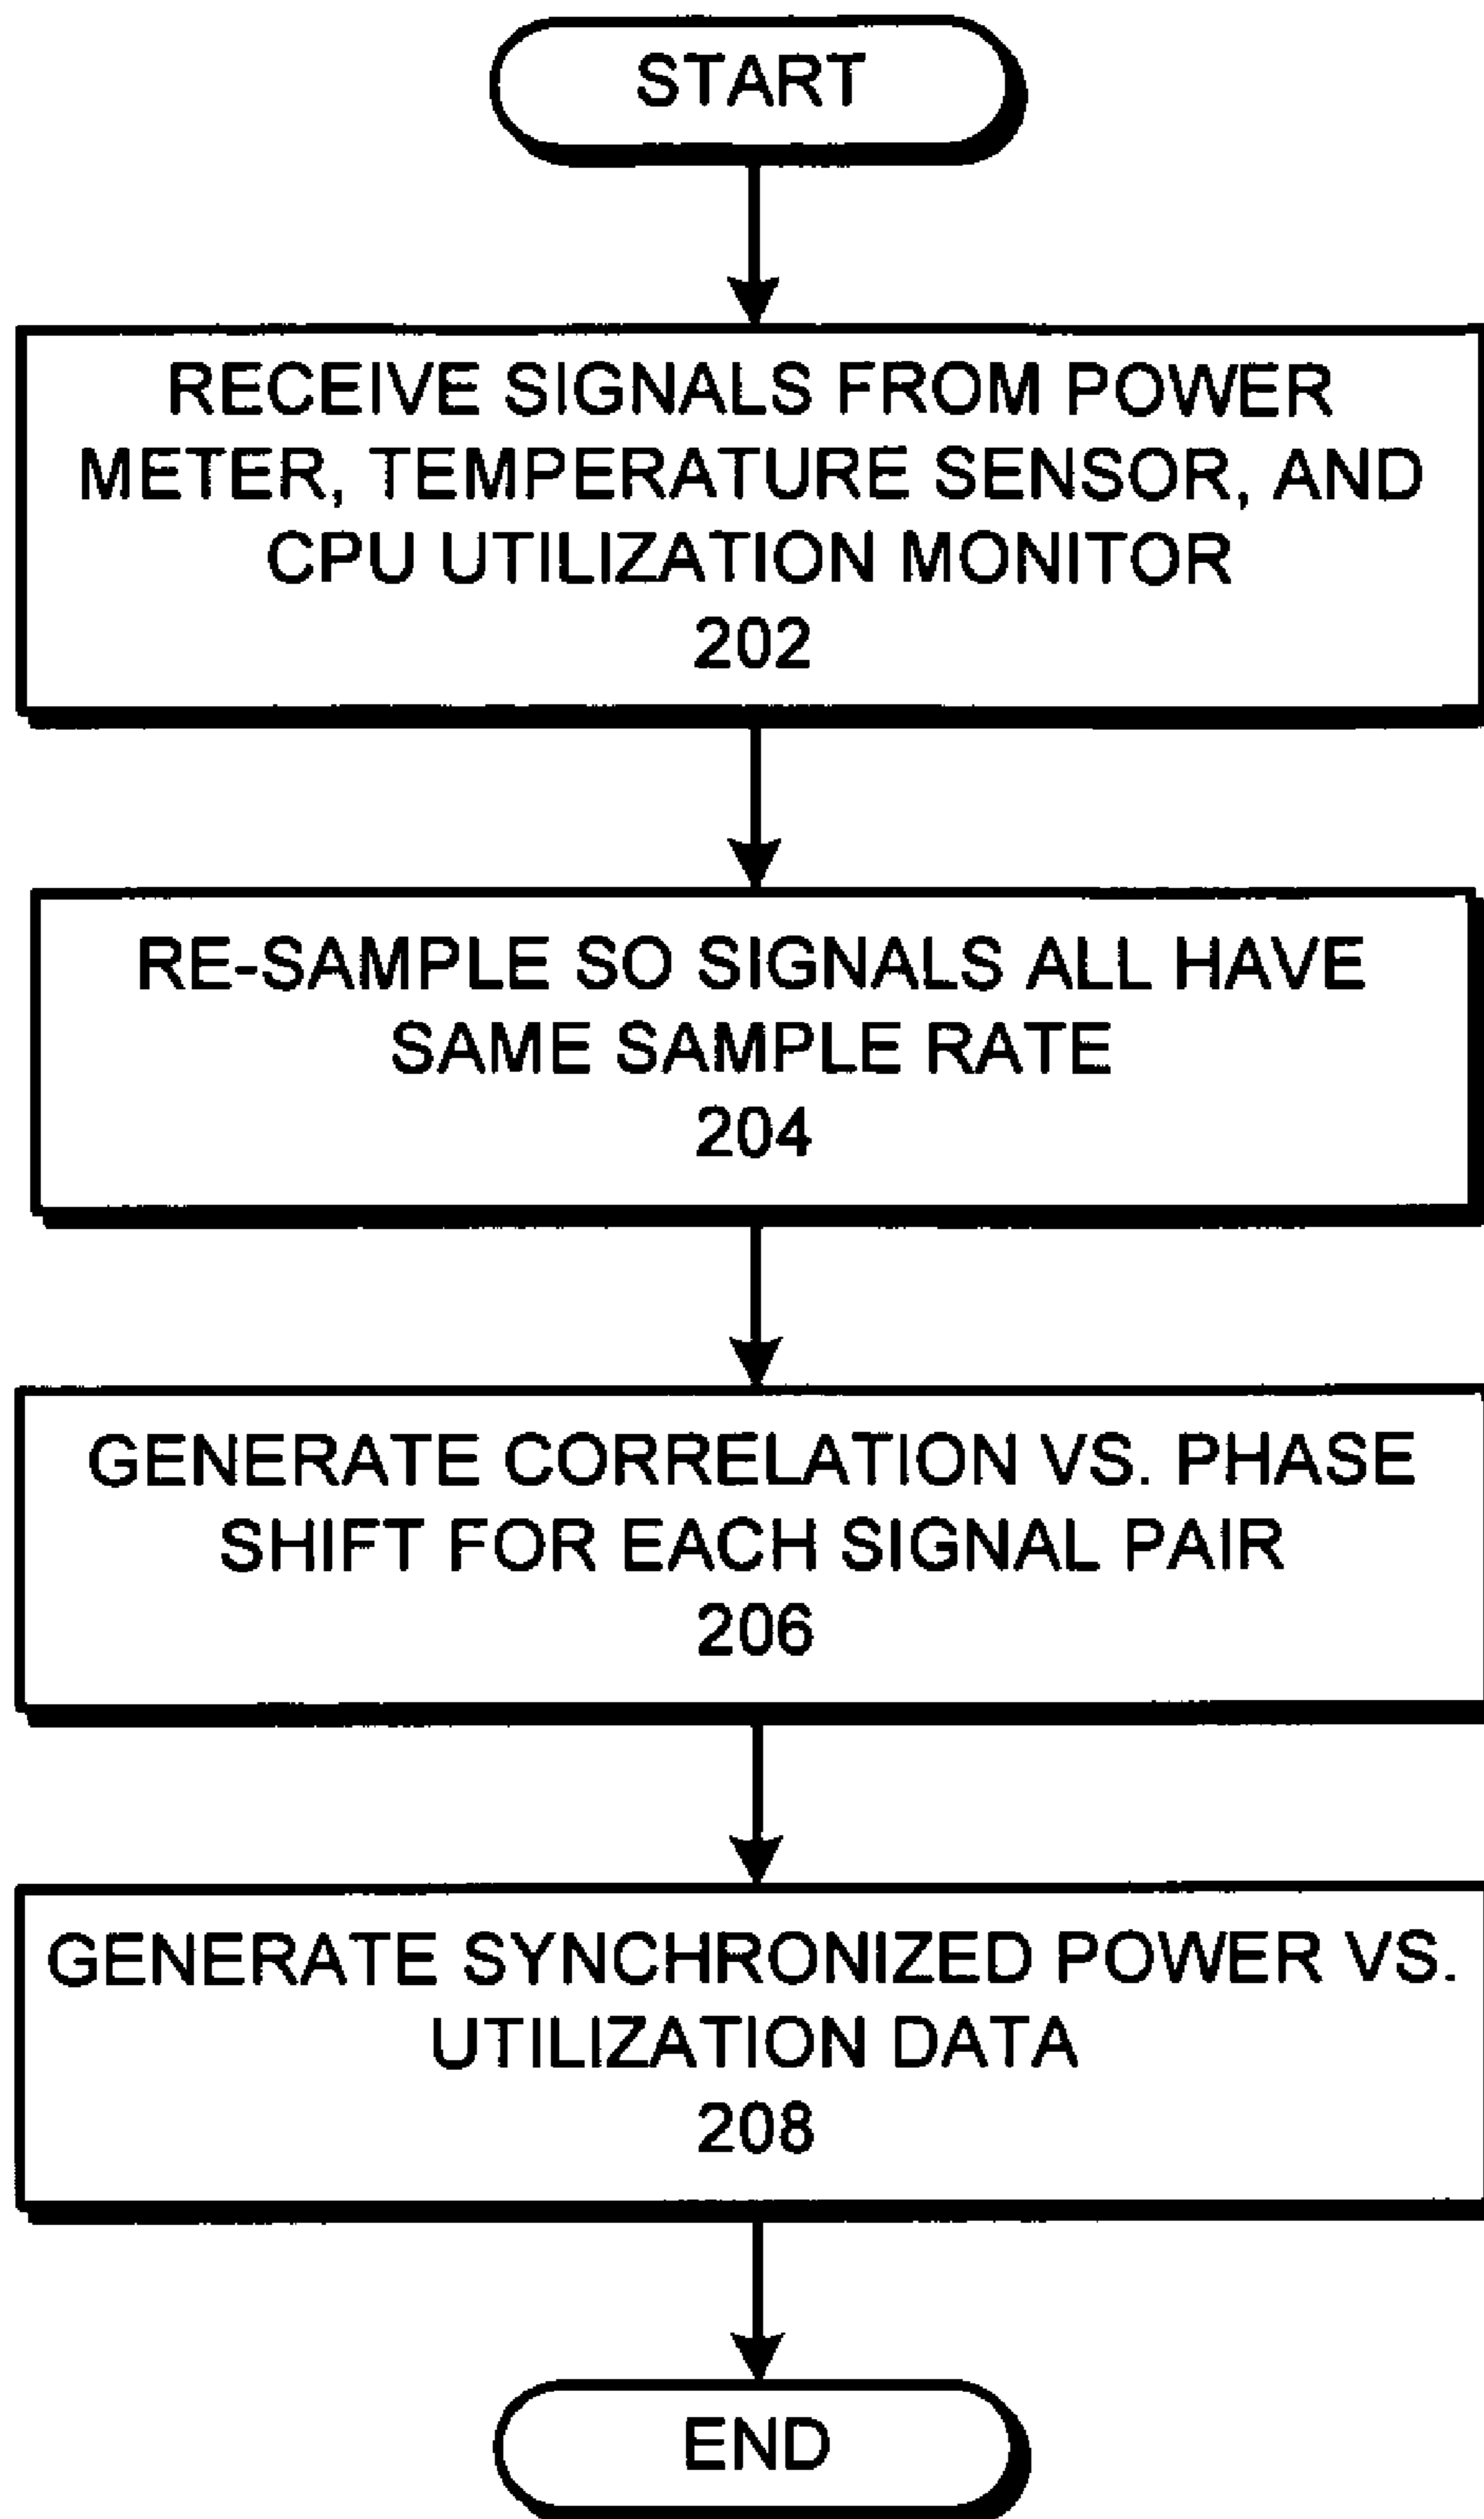 START
RECEIVE SIGNALS FROM POWER
METER, TEMPERATURE SENSOR, AND
CPU UTILIZATION MONITOR
202
RE-SAMPLE SO SIGNALS ALL HAVE
SAME SAMPLE RATE
204
GENERATE CORRELATION VS. PHASE
SHIFT FOR EACH SIGNAL PAIR
206
GENERATE SYNCHRONIZED POWER VS.
UTILIZATION DATA
208
END